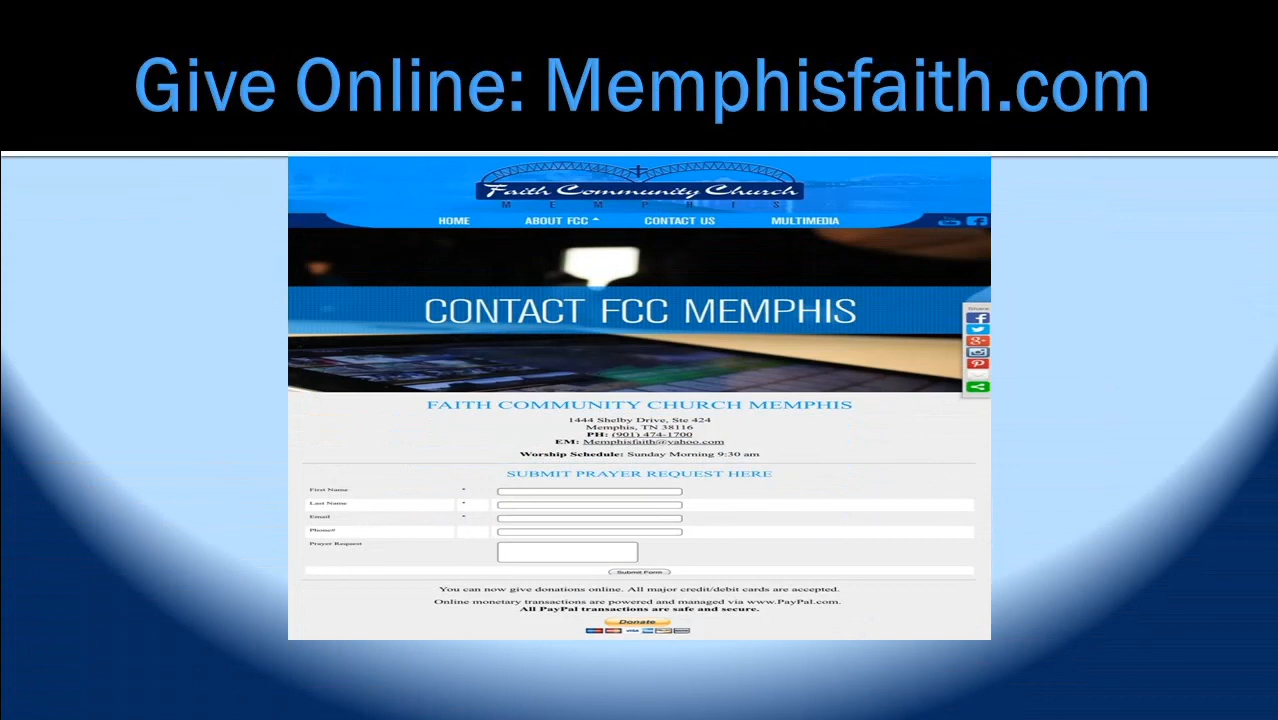 Give Online: Memphisfaith.com
Faith Community Church
MEMPHIS
HOME ABOUT FCC CONTACT US MULTIMEDIA
CONTACT FCC MEMPHIS
Share
FAITH COMMUNITY CHURCH MEMPHIS
1444 Shelby Drive, Ste 424
Memphis, TN 38116
PH: (901) 474-1700
EM: Memphisfaith@yahoo.com
Worship Schedule: Sunday Morning 9:30 am
SUBMIT PRAYER REQUEST HERE
First Name *
Last Name *
Email *
Phone#
Prayer Request
Submit Form
You can now give donations online. All major credit/debit cards are accepted.
Online monetary transactions are powered and managed via www.PayPal.com.
All PayPal transactions are safe and secure.
Donate